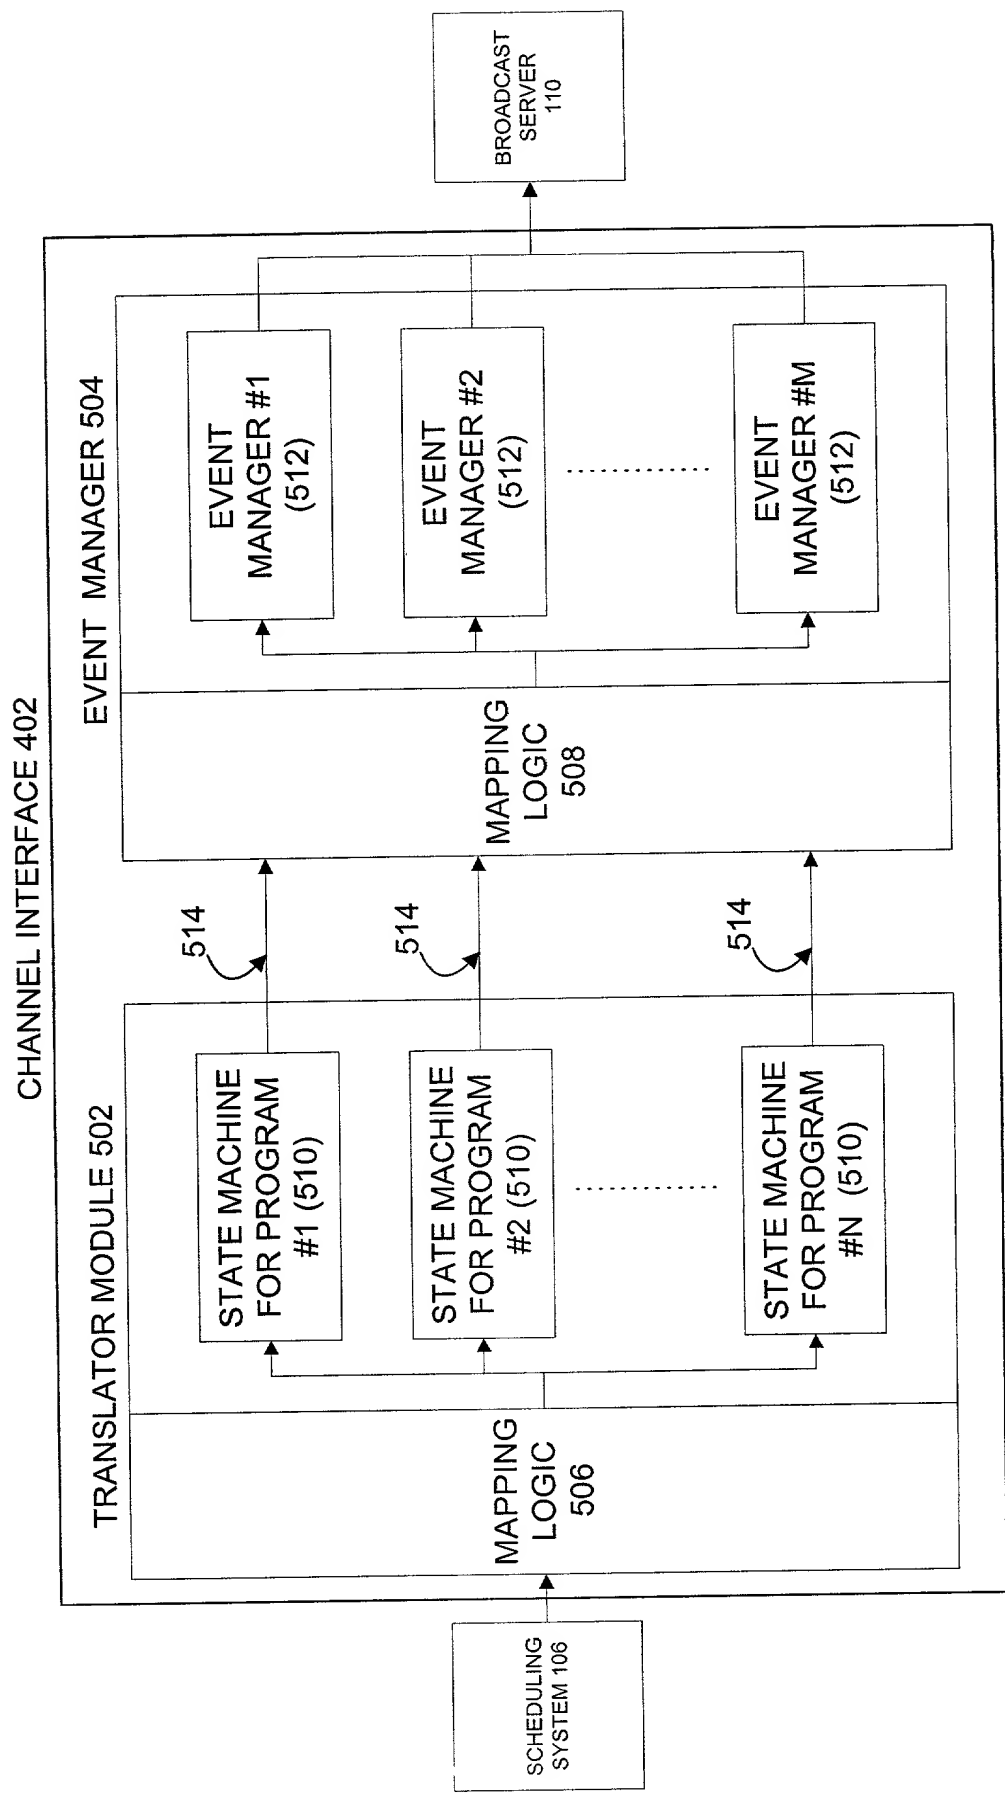 CHANNEL INTERFACE 402
TRANSLATOR MODULE 502
EVENT MANAGER 504
SCHEDULING
SYSTEM 106
MAPPING
LOGIC
506
STATE MACHINE
FOR PROGRAM
#1 (510)
STATE MACHINE
FOR PROGRAM
#2 (510)
STATE MACHINE
FOR PROGRAM
#N (510)
514
514
514
MAPPING
LOGIC
508
EVENT
MANAGER #1
(512)
EVENT
MANAGER #2
(512)
EVENT
MANAGER #M
(512)
BROADCAST
SERVER
110